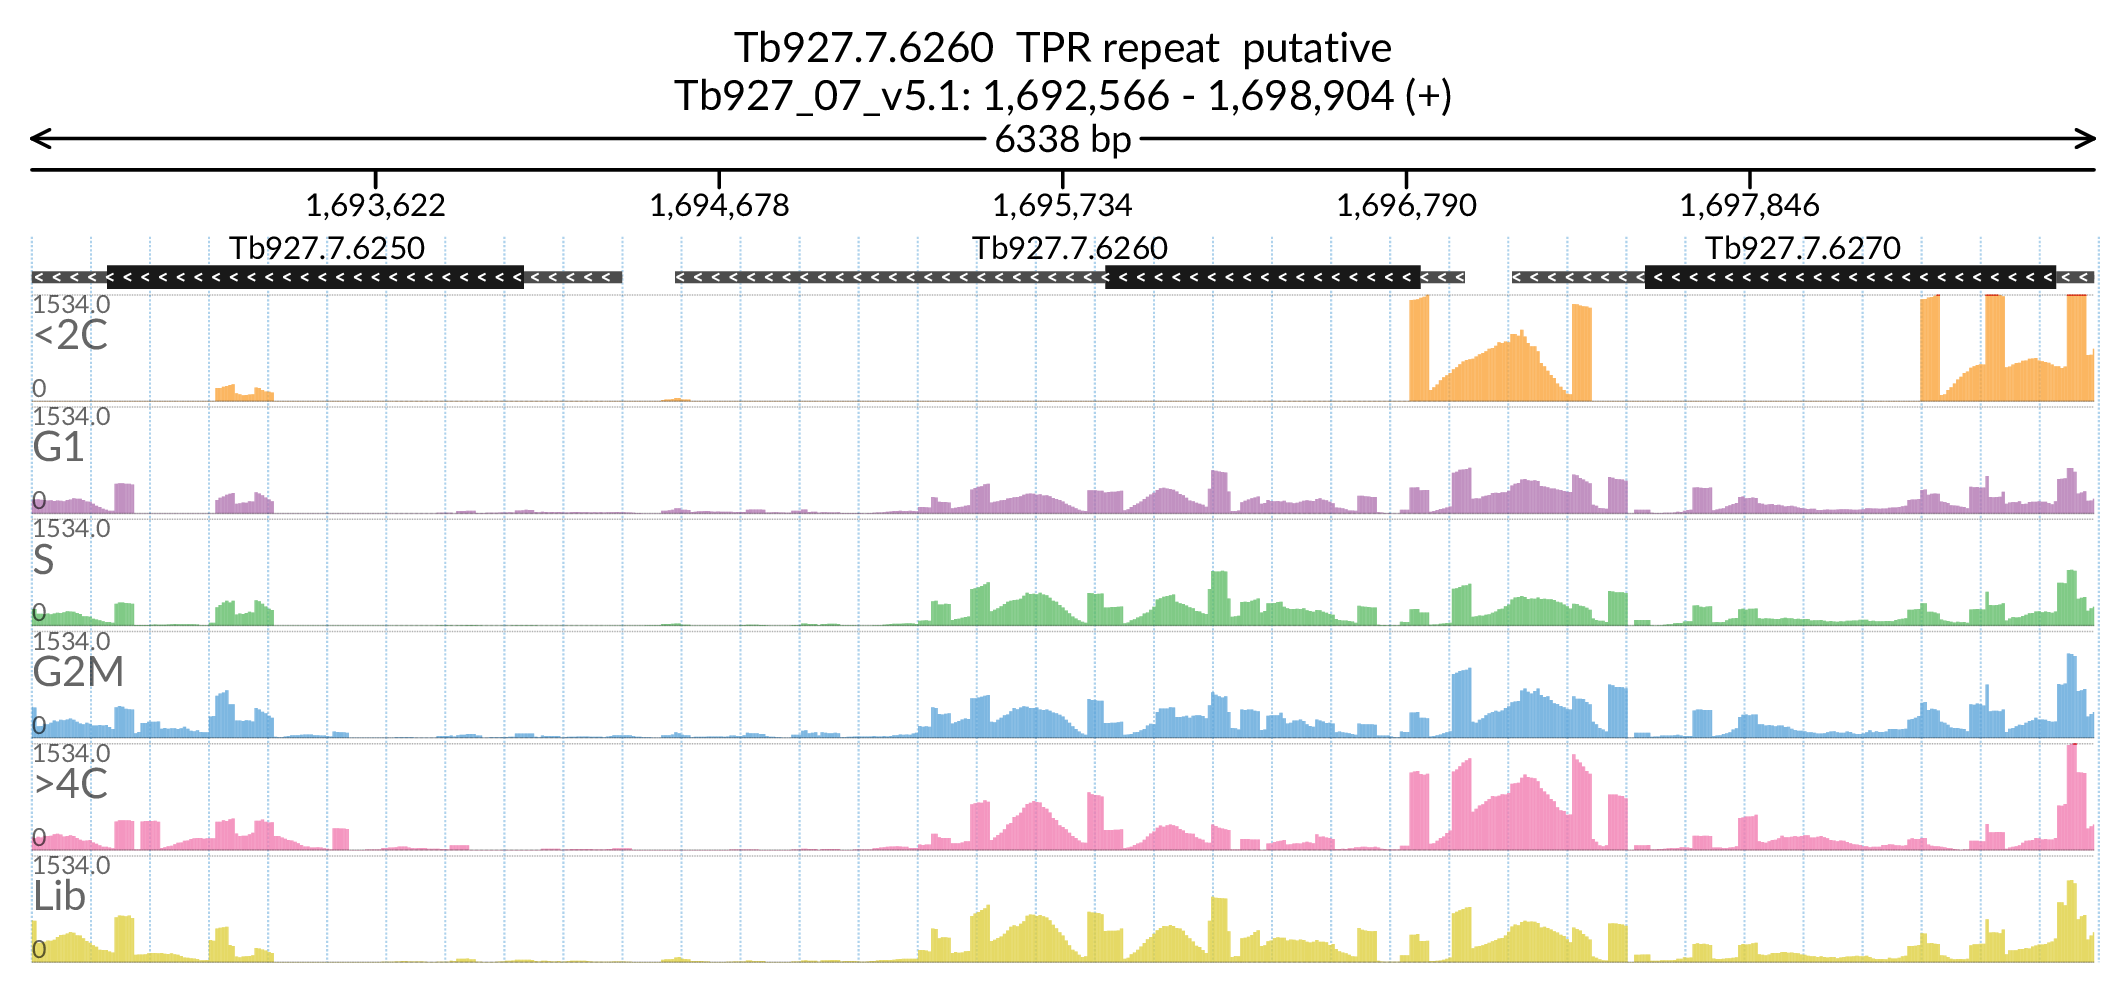 Tb927.7.6260 TPR repeat putative
Tb927_07_v5.1: 1,692,566 - 1,698,904 (+)
6338 bp
1,693,622 1,694,678 1,695,734 1,696,790 1,697,846
Tb927.7.6250 Tb927.7.6260 Tb927.7.6270
1534.0
<2C
0
1534.0
G1
0
1534.0
S
0
1534.0
G2M
0
1534.0
>4C
0
1534.0
Lib
0